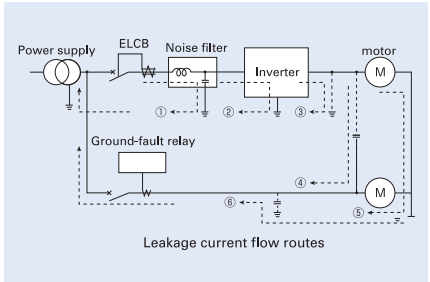 ELCB
Power supply
Noise filter
motor
Inverter
M
①
②
③
Ground-fault relay
④
M
⑥
⑤
Leakage current flow routes